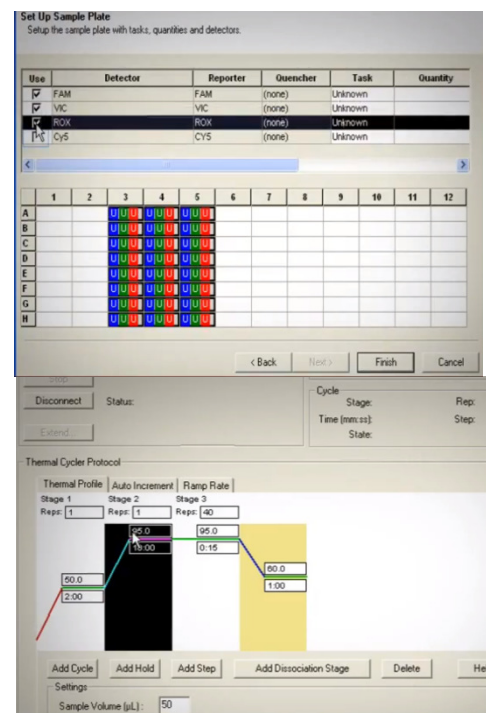 Set Up Sample Plate
Setup the sample plate with tasks, quantities and detectors.
Use Detector Reporter Quencher Task Quantity
FAM FAM (none) Unknown
VIC VIC (none) Unknown
ROX ROX (none) Unknown
Cy5 CY5 (none) Unknown
1 2 3 4 5 6 7 8 9 10 11 12
A U U U U U U U U U
B U U U U U U U U U
C U U U U U U U U U
D U U U U U U U U U
E U U U U U U U U U
F U U U U U U U U U
G U U U U U U U U U
H U U U U U U U U U
< Back Next > Finish Cancel
Stop
Disconnect Status:
Extend...
Cycle
Stage: Rep:
Time (mm:ss): Step:
State:
Thermal Cycler Protocol
Thermal Profile Auto Increment Ramp Rate
Stage 1 Stage 2 Stage 3
Reps: 1 Reps: 1 Reps: 40
95.0 95.0
0:15
60.0
50.0 1:00
2:00
Add Cycle Add Hold Add Step Add Dissociation Stage Delete He
Settings
Sample Volume (µL): 50